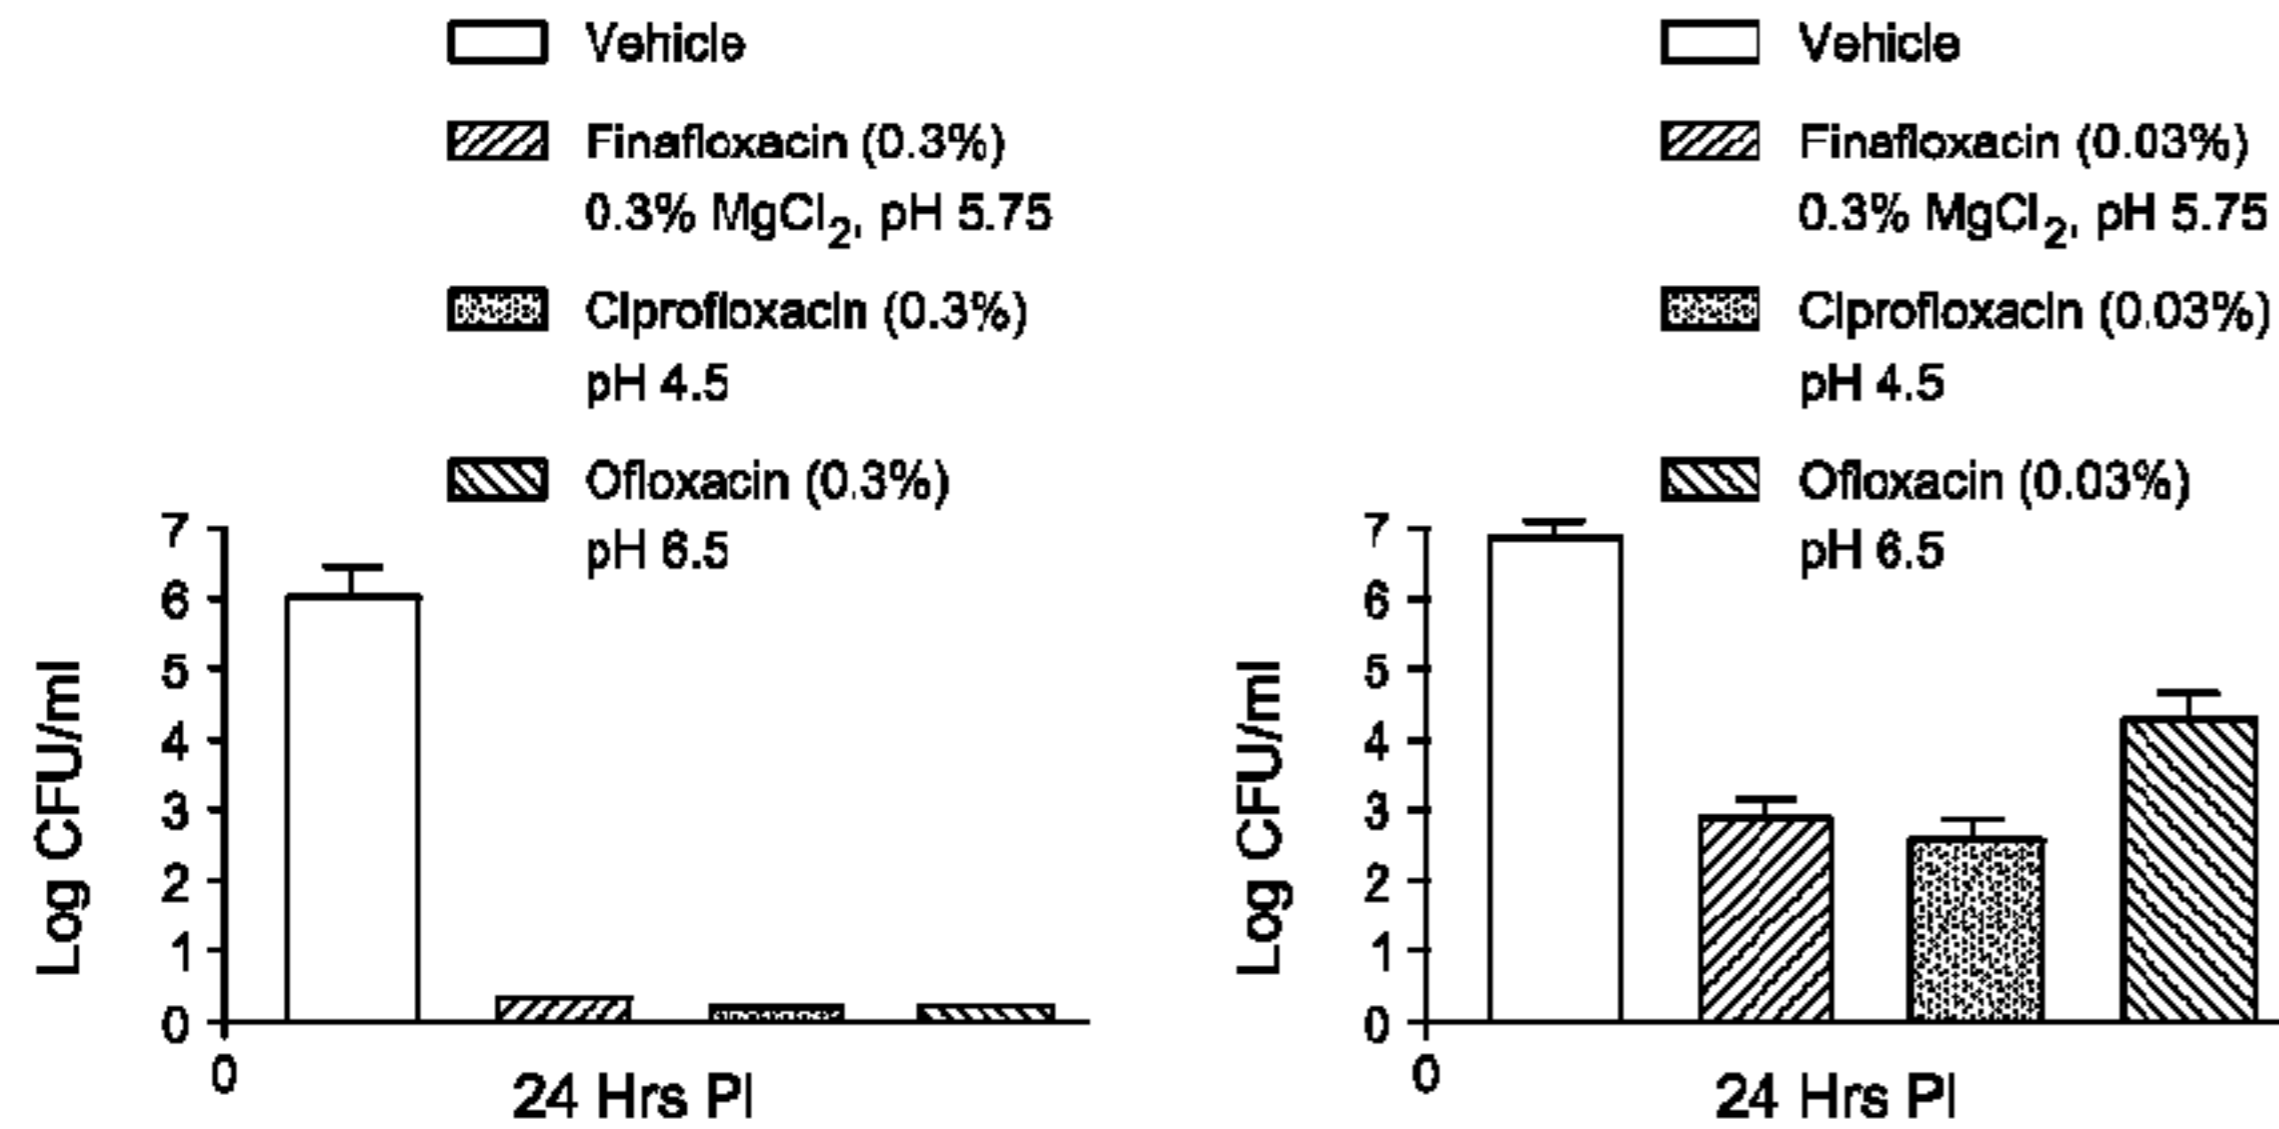 Vehicle
Finafloxacin (0.3%)
0.3% MgCl2, pH 5.75
Ciprofloxacin (0.3%)
pH 4.5
Ofloxacin (0.3%)
pH 6.5
7
6
5
4
3
2
1
0
Log CFU/ml
0
24 Hrs PI
Vehicle
Finafloxacin (0.03%)
0.3% MgCl2, pH 5.75
Ciprofloxacin (0.03%)
pH 4.5
Ofloxacin (0.03%)
pH 6.5
7
6
5
4
3
2
1
0
Log CFU/ml
0
24 Hrs PI